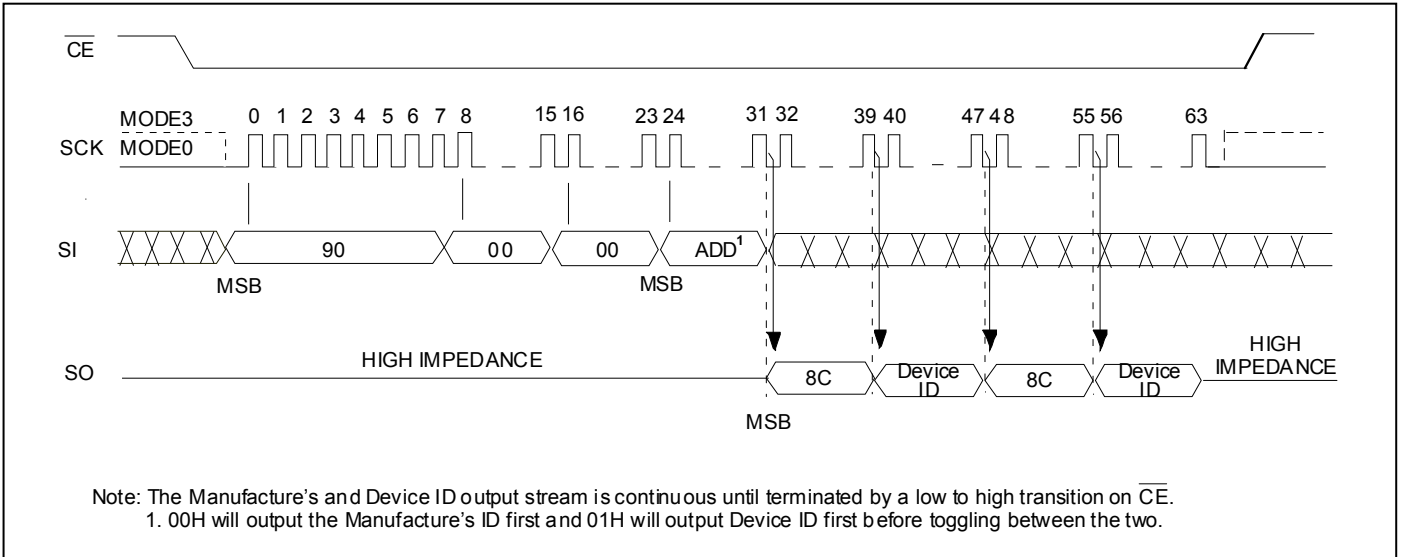 CE
MODE3
0 1 2 3 4 5 6 7 8 15 16 23 24 31 32 39 40 47 48 55 56 63
SCK MODE0
SI 90 00 00 ADD1
MSB MSB
HIGH IMPEDANCE HIGH IMPEDANCE
SO 8C Device ID 8C Device ID
MSB
Note: The Manufacture's and Device ID output stream is continuous until terminated by a low to high transition on CE.
1. 00H will output the Manufacture's ID first and 01H will output Device ID first before toggling between the two.